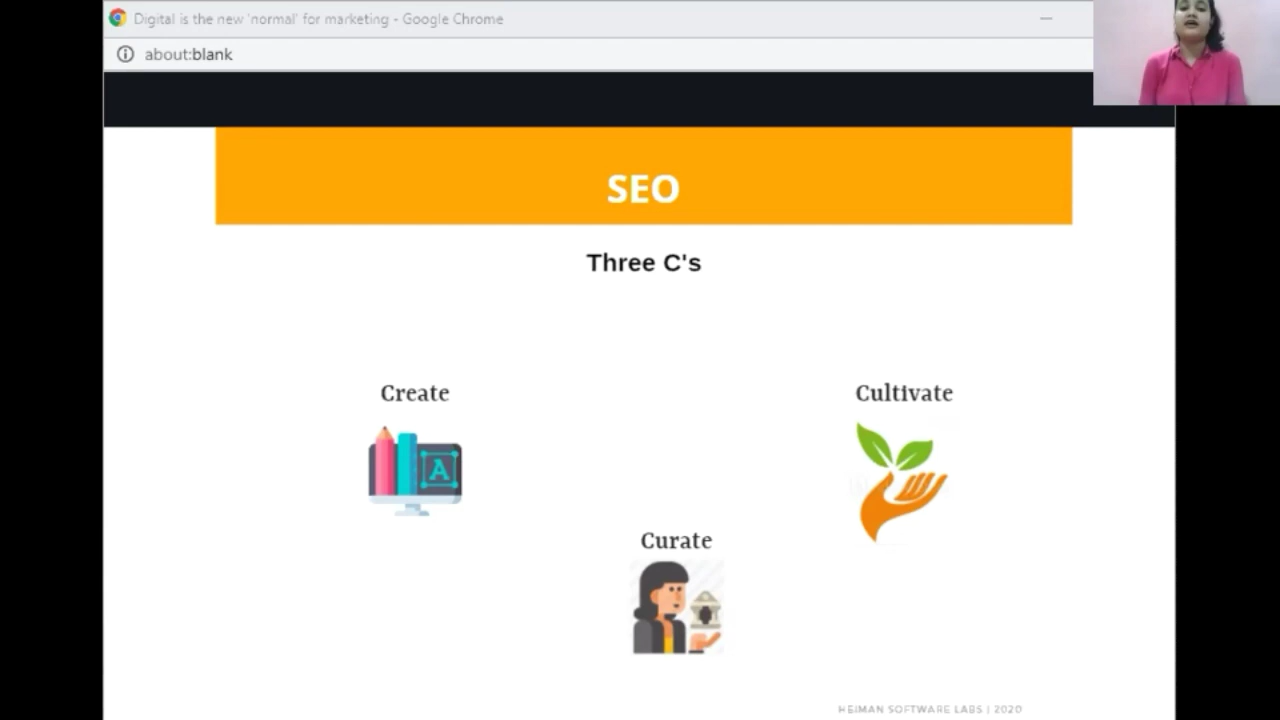 Digital is the new 'normal' for marketing - Google Chrome
about:blank
SEO
Three C's
Create
Cultivate
A
Curate
HEIMAN SOFTWARE LABS | 2020